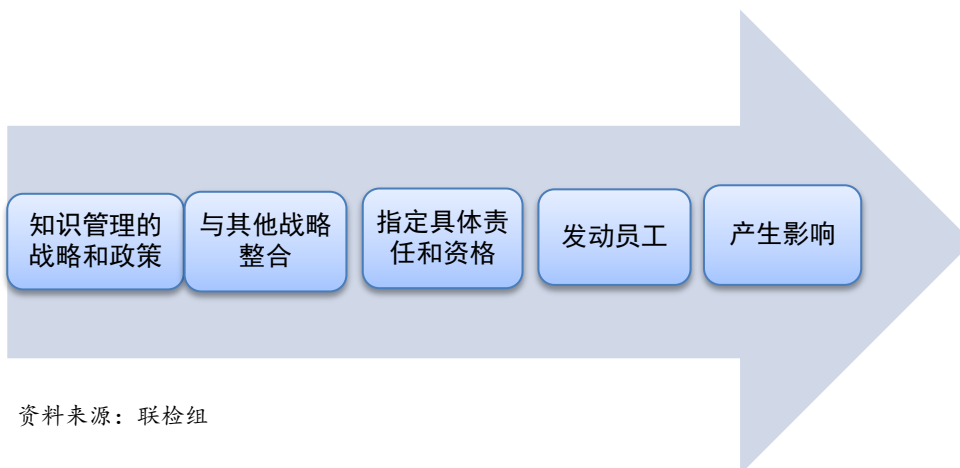 知识管理的
战略和政策
与其他战略
整合
指定具体责
任和资格
发动员工
产生影响
资料来源：联检组